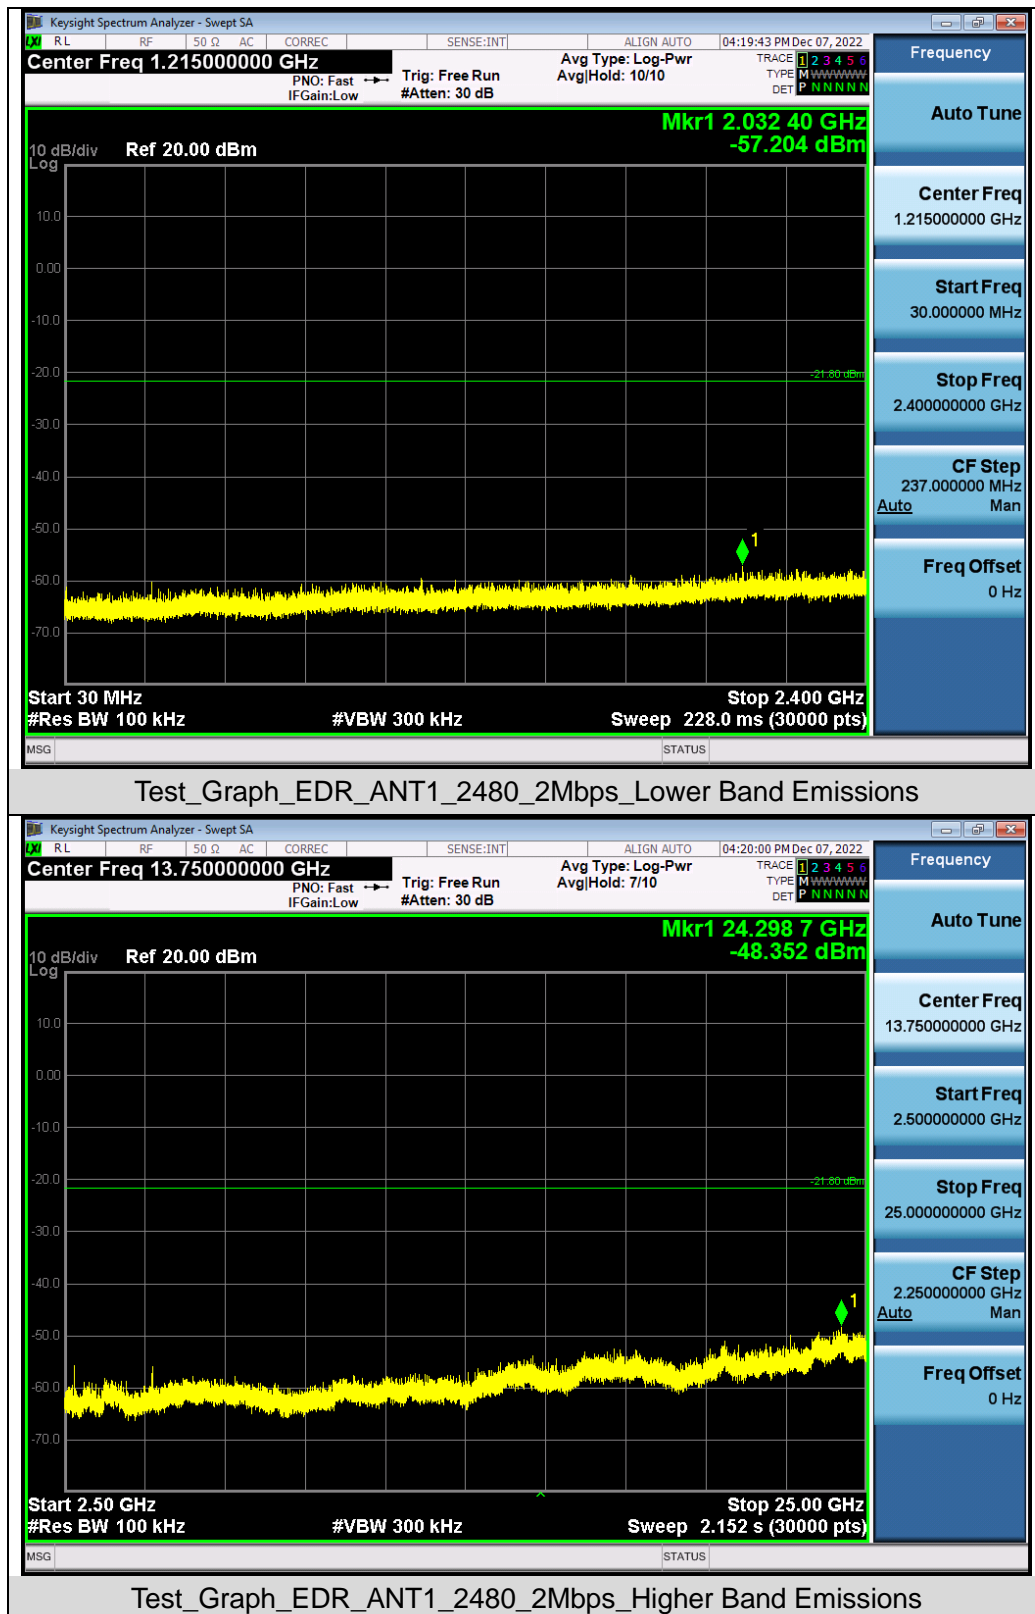 Keysight Spectrum Analyzer - Swept SA
LXI RL RF 50 Ω AC CORREC SENSE:INT ALIGN AUTO 04:19:43 PM Dec 07, 2022
Center Freq 1.215000000 GHz
PNO: Fast
IFGain:Low
Trig: Free Run
#Atten: 30 dB
Avg Type: Log-Pwr
Avg|Hold: 10/10
TRACE 1 2 3 4 5 6
TYPE M WWWWW
DET P N N N N N
Mkr1 2.032 40 GHz
-57.204 dBm
10 dB/div Ref 20.00 dBm
Log
10.0
0.00
-10.0
-20.0
-21.80 dBm
-30.0
-40.0
-50.0
1
-60.0
-70.0
Start 30 MHz Stop 2.400 GHz
#Res BW 100 kHz #VBW 300 kHz Sweep 228.0 ms (30000 pts)
MSG STATUS
Frequency
Auto Tune
Center Freq
1.215000000 GHz
Start Freq
30.000000 MHz
Stop Freq
2.400000000 GHz
CF Step
237.000000 MHz
Auto Man
Freq Offset
0 Hz
Test_Graph_EDR_ANT1_2480_2Mbps_Lower Band Emissions
Keysight Spectrum Analyzer - Swept SA
LXI RL RF 50 Ω AC CORREC SENSE:INT ALIGN AUTO 04:20:00 PM Dec 07, 2022
Center Freq 13.750000000 GHz
PNO: Fast
IFGain:Low
Trig: Free Run
#Atten: 30 dB
Avg Type: Log-Pwr
Avg|Hold: 7/10
TRACE 1 2 3 4 5 6
TYPE M WWWWW
DET P N N N N N
Mkr1 24.298 7 GHz
-48.352 dBm
10 dB/div Ref 20.00 dBm
Log
10.0
0.00
-10.0
-20.0
-21.80 dBm
-30.0
-40.0
1
-50.0
-60.0
-70.0
Start 2.50 GHz Stop 25.00 GHz
#Res BW 100 kHz #VBW 300 kHz Sweep 2.152 s (30000 pts)
MSG STATUS
Frequency
Auto Tune
Center Freq
13.750000000 GHz
Start Freq
2.500000000 GHz
Stop Freq
25.000000000 GHz
CF Step
2.250000000 GHz
Auto Man
Freq Offset
0 Hz
Test_Graph_EDR_ANT1_2480_2Mbps_Higher Band Emissions